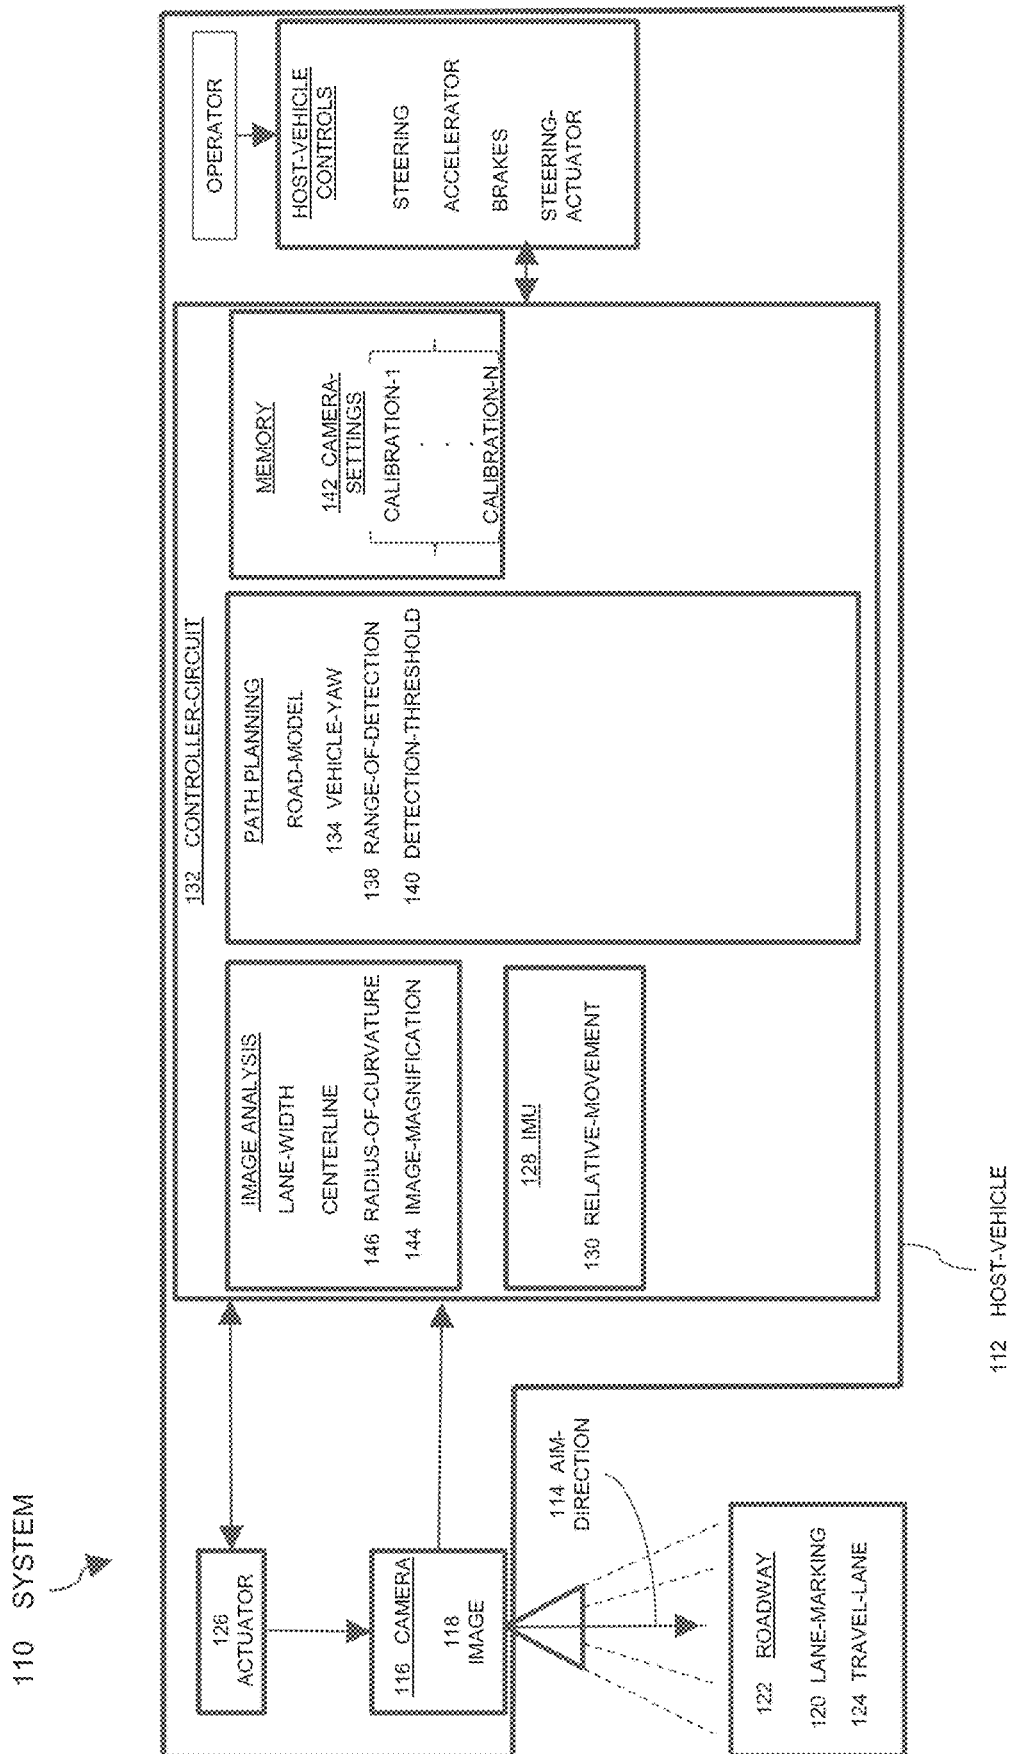 110 SYSTEM
126
ACTUATOR
116 CAMERA
118
IMAGE
114 AIM-
DIRECTION
122 ROADWAY
120 LANE-MARKING
124 TRAVEL-LANE
132 CONTROLLER-CIRCUIT
IMAGE ANALYSIS
LANE-WIDTH
CENTERLINE
146 RADIUS-OF-CURVATURE
144 IMAGE-MAGNIFICATION
128 IMU
130 RELATIVE-MOVEMENT
PATH PLANNING
ROAD-MODEL
134 VEHICLE-YAW
138 RANGE-OF-DETECTION
140 DETECTION-THRESHOLD
MEMORY
142 CAMERA-
SETTINGS
CALIBRATION-1
.
.
.
CALIBRATION-N
OPERATOR
HOST-VEHICLE
CONTROLS
STEERING
ACCELERATOR
BRAKES
STEERING-
ACTUATOR
112 HOST-VEHICLE